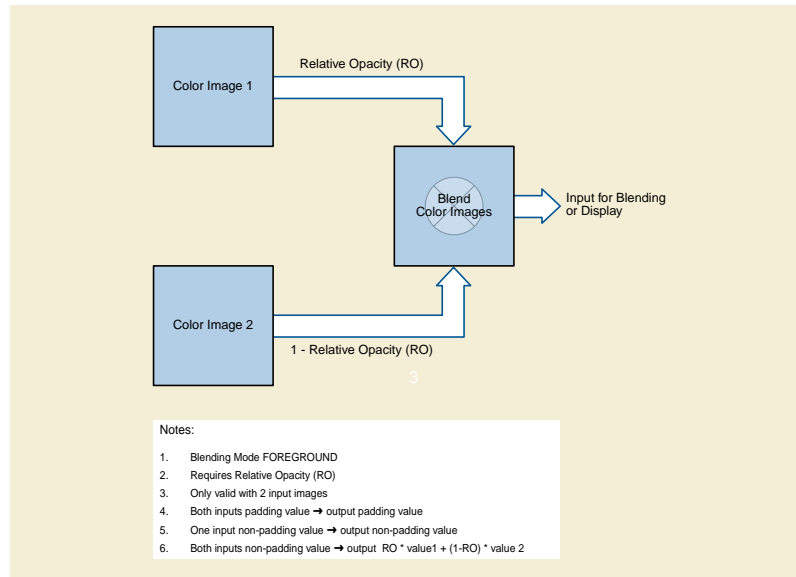 Relative Opacity (RO)
Color Image 1
Blend
Color Images
Input for Blending
or Display
Color Image 2
1 - Relative Opacity (RO)
3
Notes:
1. Blending Mode FOREGROUND
2. Requires Relative Opacity (RO)
3. Only valid with 2 input images
4. Both inputs padding value ➔ output padding value
5. One input non-padding value ➔ output non-padding value
6. Both inputs non-padding value ➔ output RO * value1 + (1-RO) * value 2